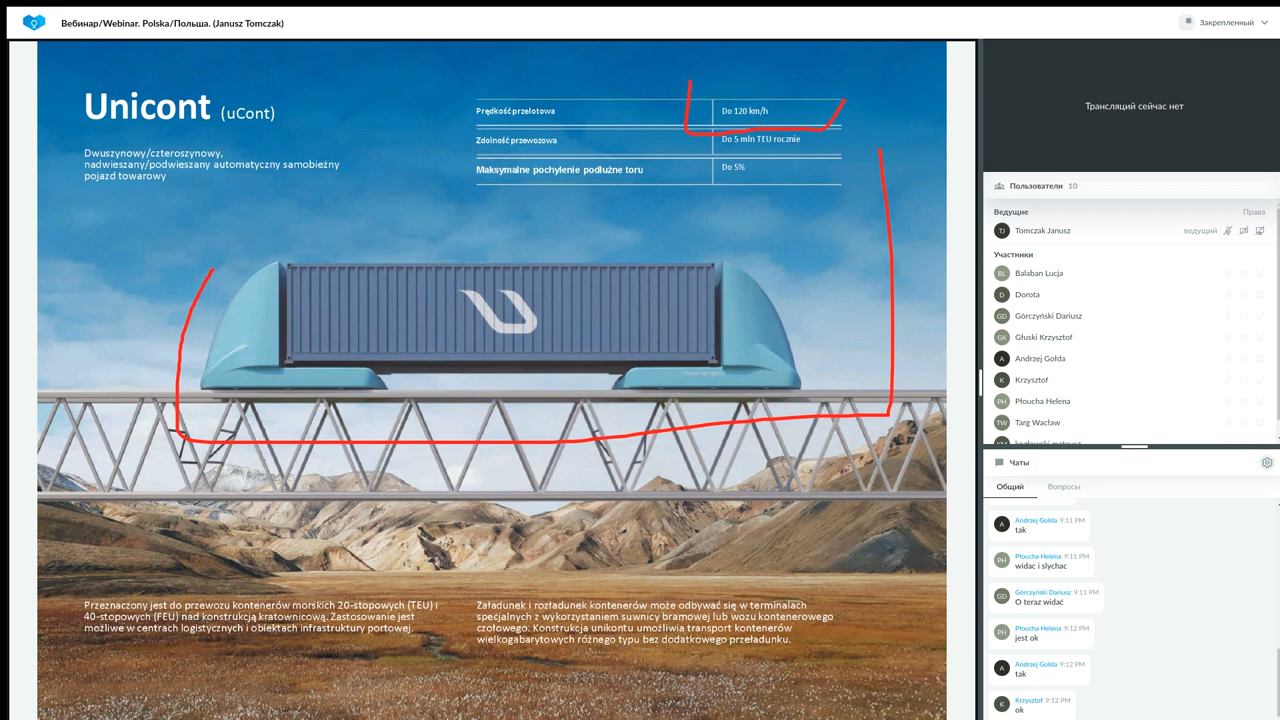 Вебинар/Webinar. Polska/Польша. (Janusz Tomczak)
Закрепленный
Unicont (uCont)
Dwuszynowy/czteroszynowy,
nadwieszany/podwieszany automatyczny samobieżny
pojazd towarowy
Prędkość przelotowa Do 120 km/h
Zdolność przewozowa Do 5 mln TEU rocznie
Maksymalne pochylenie podłużne toru Do 5%
Przeznaczony jest do przewozu kontenerów morskich 20-stopowych (TEU) i
40-stopowych (FEU) nad konstrukcją kratownicową. Zastosowanie jest
możliwe w centrach logistycznych i obiektach infrastruktury portowej.
Załadunek i rozładunek kontenerów może odbywać się w terminalach
specjalnych z wykorzystaniem suwnicy bramowej lub wozu kontenerowego
czołowego. Konstrukcja unikontu umożliwia transport kontenerów
wielkogabarytowych różnego typu bez dodatkowego przeładunku.
Трансляций сейчас нет
Пользователи 10
Ведущие Права
TJ Tomczak Janusz ведущий
Участники
BL Balaban Lucja
D Dorota
GD Górczyński Dariusz
GK Głuski Krzysztof
A Andrzej Gołda
K Krzysztof
PH Płoucha Helena
TW Targ Wacław
Чаты
Общий Вопросы
A Andrzej Gołda 9:11 PM
tak
PH Płoucha Helena 9:11 PM
widac i slychac
GD Górczyński Dariusz 9:11 PM
O teraz widać
PH Płoucha Helena 9:12 PM
jest ok
A Andrzej Gołda 9:12 PM
tak
K Krzysztof 9:12 PM
ok